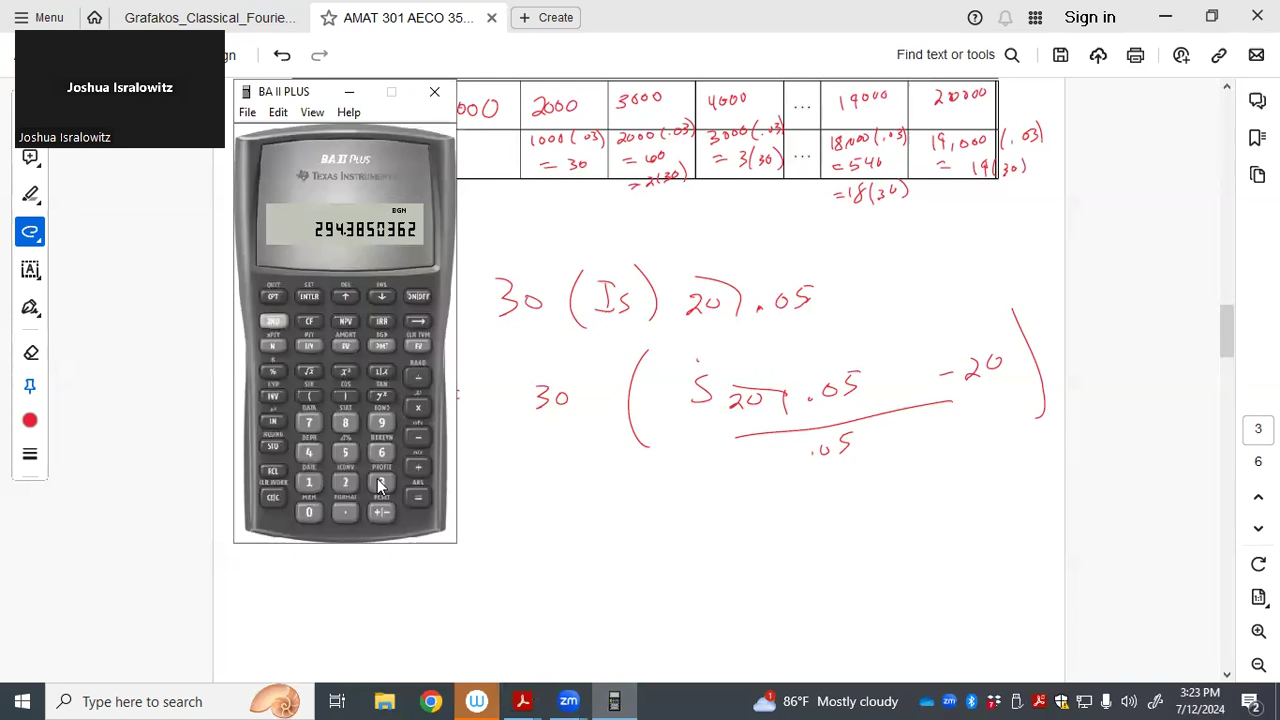 Menu
Grafakos_Classical_Fourie...
AMAT 301 AECO 35...
Create
Sign in
Find text or tools
Joshua Isralowitz
Joshua Isralowitz
BA II PLUS
File Edit View Help
BA II PLUS
TEXAS INSTRUMENTS
BGN
294.3850362
000 2000 3000 4000 ... 19000 20000
1000(.03) 2000(.03) 3000(.03) ... 18,000(.03) 19,000(.03)
= 30 = 60 = 3(30) = 540 = 19(30)
= 2(30) = 18(30)
30 (Is) 20 .05
= 30 ( s̈ 20 .05 - 20 )
.05
3
6
Type here to search
86°F Mostly cloudy
3:23 PM
7/12/2024